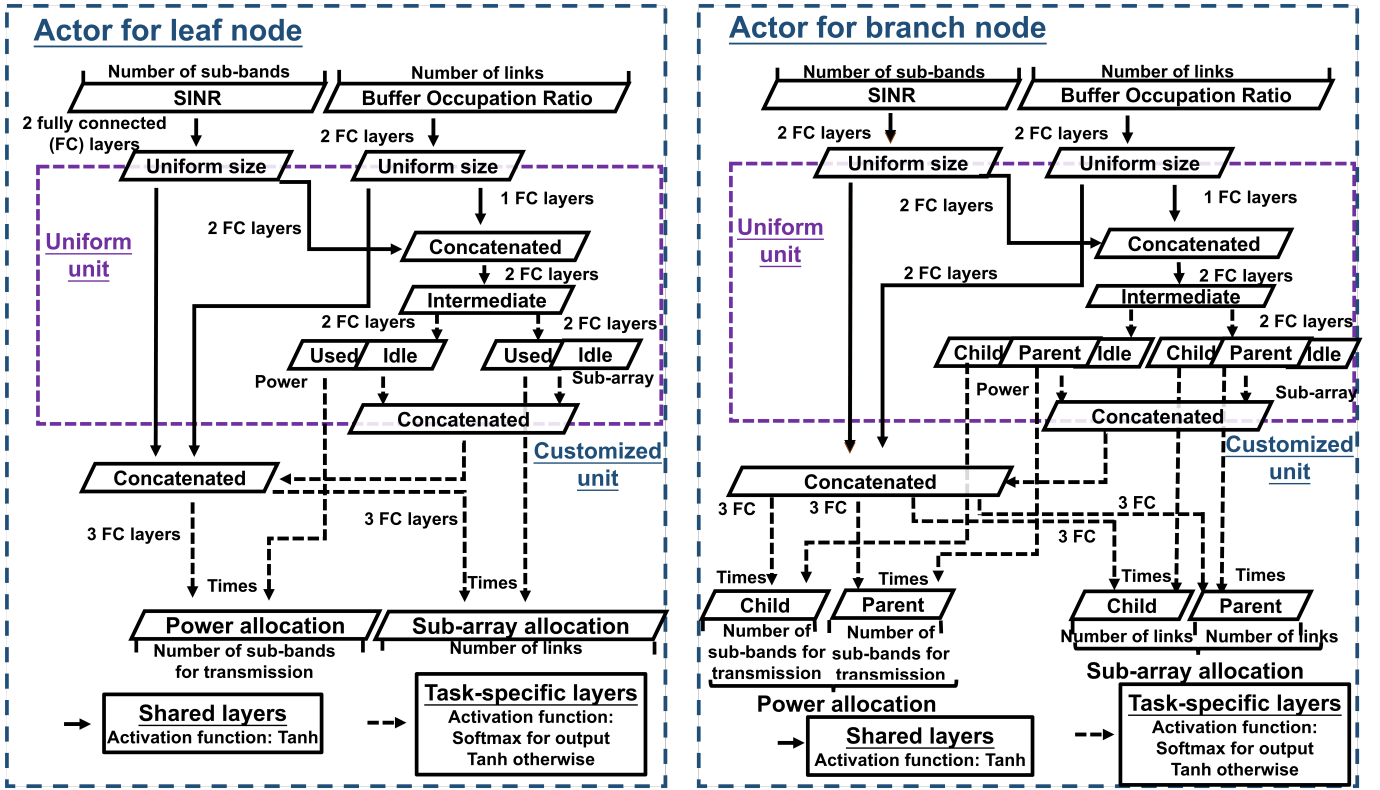 Actor for leaf node
Number of sub-bands
Number of links
SINR
Buffer Occupation Ratio
2 fully connected
(FC) layers
2 FC layers
Uniform size
Uniform size
1 FC layers
2 FC layers
Uniform
unit
Concatenated
2 FC layers
Intermediate
2 FC layers
2 FC layers
Used
Idle
Used
Idle
Power
Sub-array
Concatenated
Customized
unit
Concatenated
3 FC layers
3 FC layers
Times
Times
Power allocation
Sub-array allocation
Number of sub-bands
for transmission
Number of links
Shared layers
Activation function: Tanh
Task-specific layers
Activation function:
Softmax for output
Tanh otherwise
Actor for branch node
Number of sub-bands
Number of links
SINR
Buffer Occupation Ratio
2 FC layers
2 FC layers
Uniform size
Uniform size
1 FC layers
2 FC layers
Uniform
unit
Concatenated
2 FC layers
2 FC layers
Intermediate
2 FC layers
Child
Parent
Idle
Child
Parent
Idle
Power
Sub-array
Concatenated
Customized
unit
Concatenated
3 FC
3 FC
3 FC
3 FC
Times
Times
Times
Times
Child
Parent
Child
Parent
Number of
sub-bands for
transmission
Number of
sub-bands for
transmission
Number of links
Number of links
Sub-array allocation
Power allocation
Shared layers
Activation function: Tanh
Task-specific layers
Activation function:
Softmax for output
Tanh otherwise